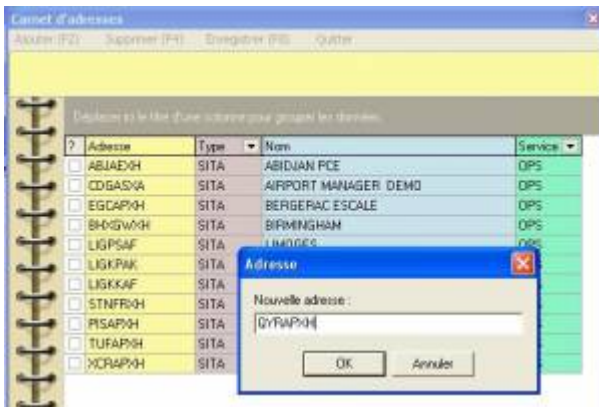 Carnet d'adresses
Ajouter (F2) Supprimer (F4) Enregistrer (F8) Quitter
Déplacer ici le titre d'une colonne pour grouper les données.
? Adresse Type Nom Service
ABJAEXH SITA ABIDJAN PCE OPS
CDGASXA SITA AIRPORT MANAGER DEMO OPS
EGCAPXH SITA BERGERAC ESCALE OPS
BHXGWXH SITA BIRMINGHAM OPS
LIGPSAF SITA LIMOGES OPS
LIGKPAK SITA
LIGKKAF SITA
STNFRXH SITA
PISAPXH SITA
TUFAPXH SITA
XCRAPXH SITA
Adresse
Nouvelle adresse :
QYRAPXH
OK Annuler